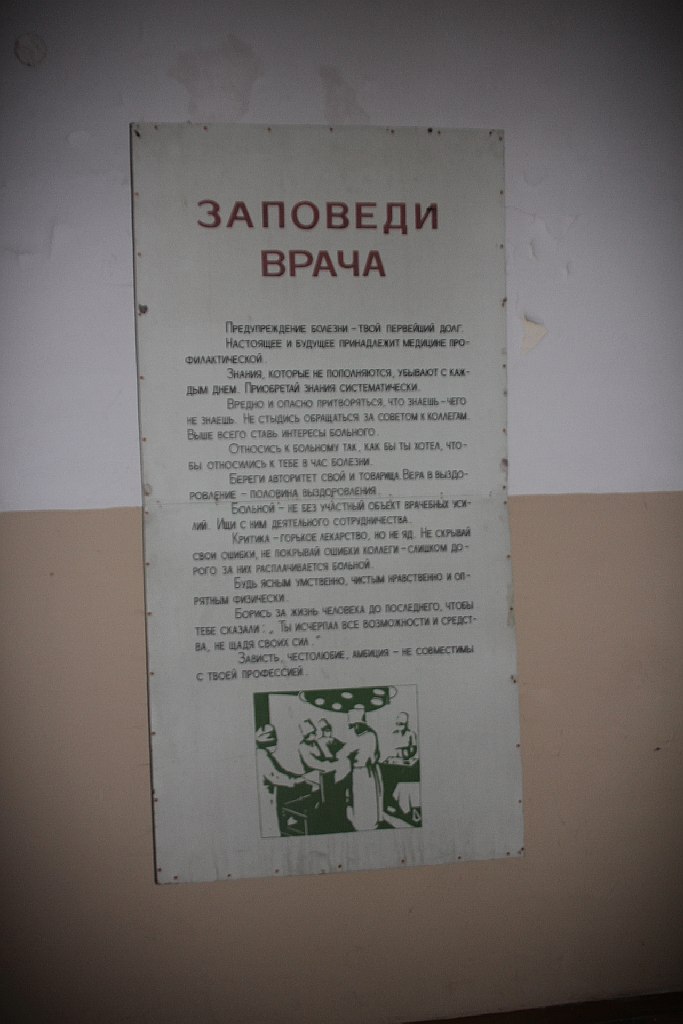 ЗАПОВЕДИ
ВРАЧА
Предупреждение болезни – твой первейший долг.
Настоящее и будущее принадлежит медицине про-
филактической.
Знания, которые не пополняются, убывают с каж-
дым днем. Приобретай знания систематически.
Вредно и опасно притворяться, что знаешь – чего
не знаешь. Не стыдись обращаться за советом к коллегам.
Выше всего ставь интересы больного.
Относись к больному так, как бы ты хотел, что-
бы относились к тебе в час болезни.
Береги авторитет свой и товарища. Вера в выздо-
ровление – половина выздоровления.
Больной – не без участный объект врачебных уси-
лий. Ищи с ним деятельного сотрудничества.
Критика – горькое лекарство, но не яд. Не скрывай
свои ошибки, не покрывай ошибки коллеги – слишком до-
рого за них расплачивается больной.
Будь ясным умственно, чистым нравственно и оп-
рятным физически.
Борись за жизнь человека до последнего, чтобы
тебе сказали: „Ты исчерпал все возможности и средст-
ва, не щадя своих сил."
Зависть, честолюбие, амбиция – не совместимы
с твоей профессией.